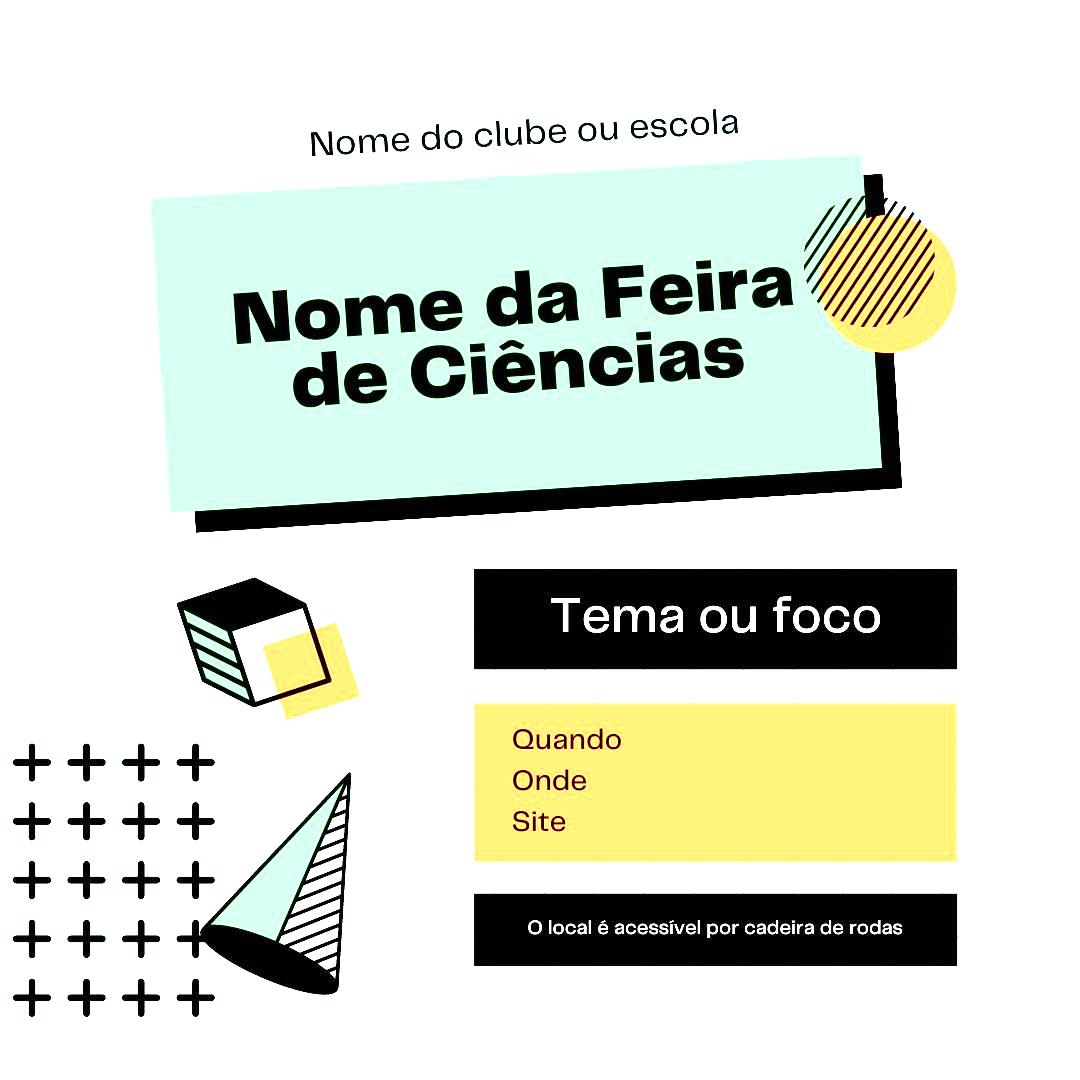 Nome do clube ou escola
Nome da Feira
de Ciências
Tema ou foco
Quando
Onde
Site
O local é acessível por cadeira de rodas